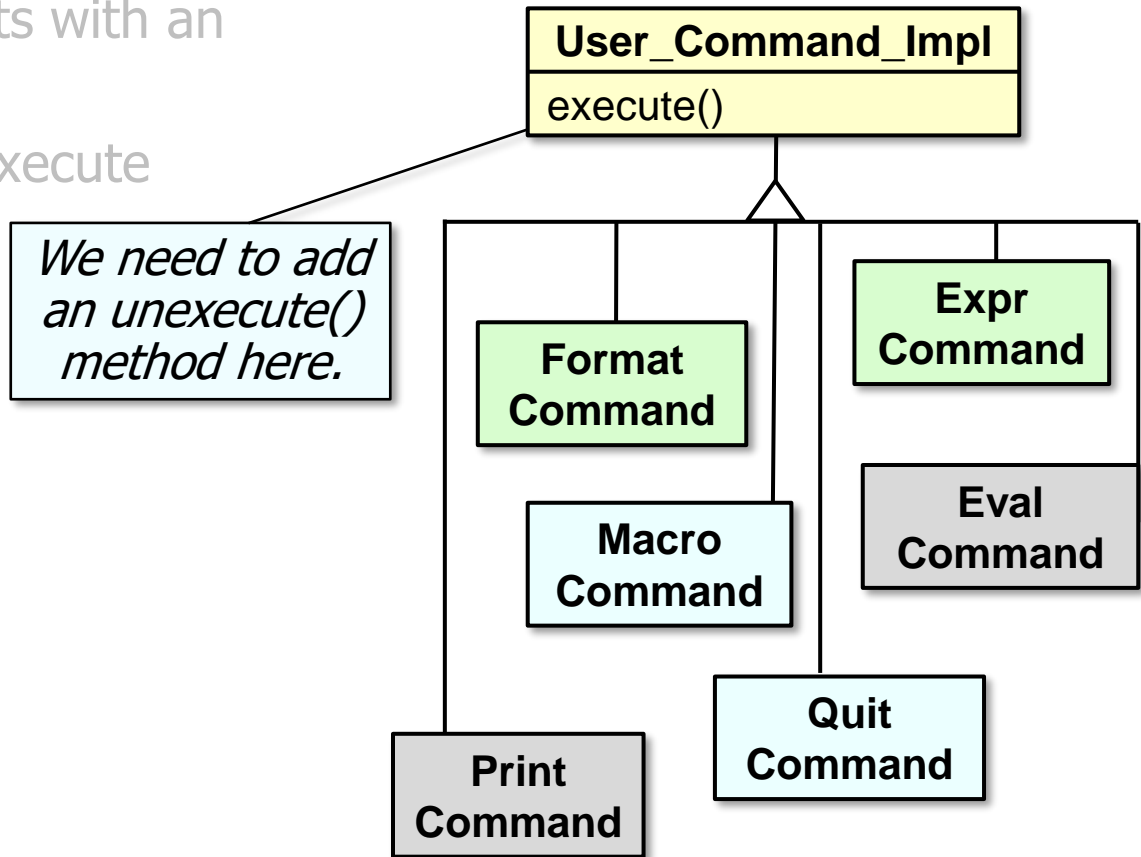 ts with an
User_Command_Impl
execute()
xecute
We need to add
an unexecute()
method here.
Expr
Command
Format
Command
Eval
Command
Macro
Command
Quit
Command
Print
Command